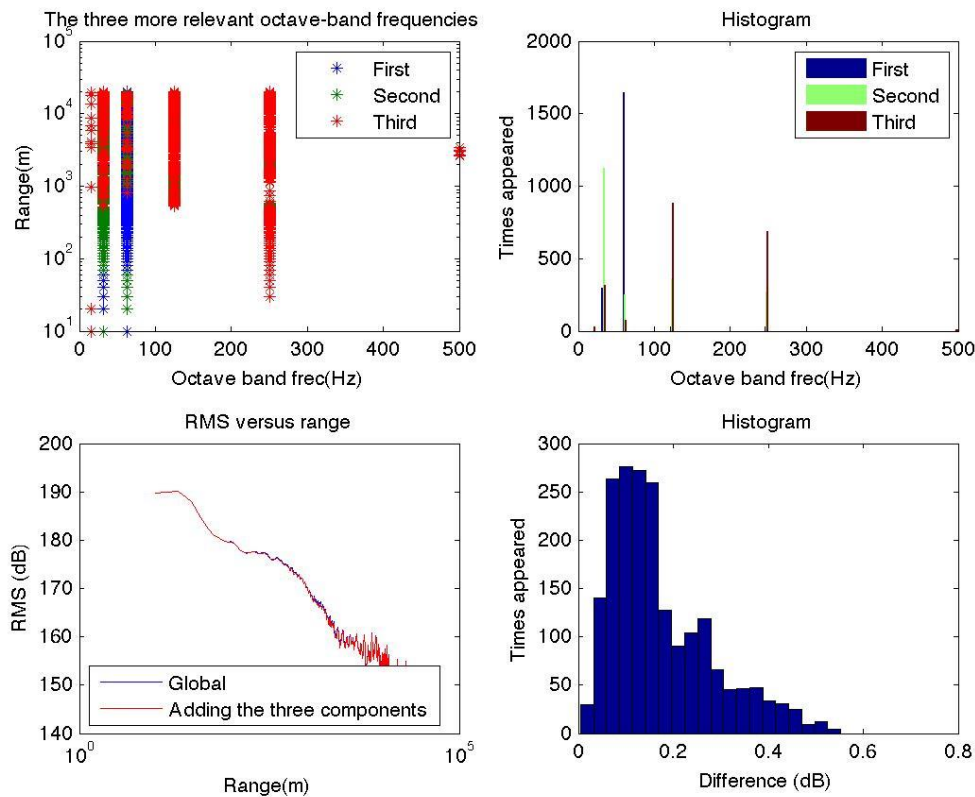 The three more relevant octave-band frequencies
10^5
10^4
10^3
10^2
10^1
Range(m)
First
Second
Third
0 100 200 300 400 500
Octave band frec(Hz)
Histogram
2000
1500
1000
500
0
Times appeared
First
Second
Third
0 100 200 300 400 500
Octave band frec(Hz)
RMS versus range
200
190
180
170
160
150
140
RMS (dB)
Global
Adding the three components
10^0 10^5
Range(m)
Histogram
300
250
200
150
100
50
0
Times appeared
0 0.2 0.4 0.6 0.8
Difference (dB)